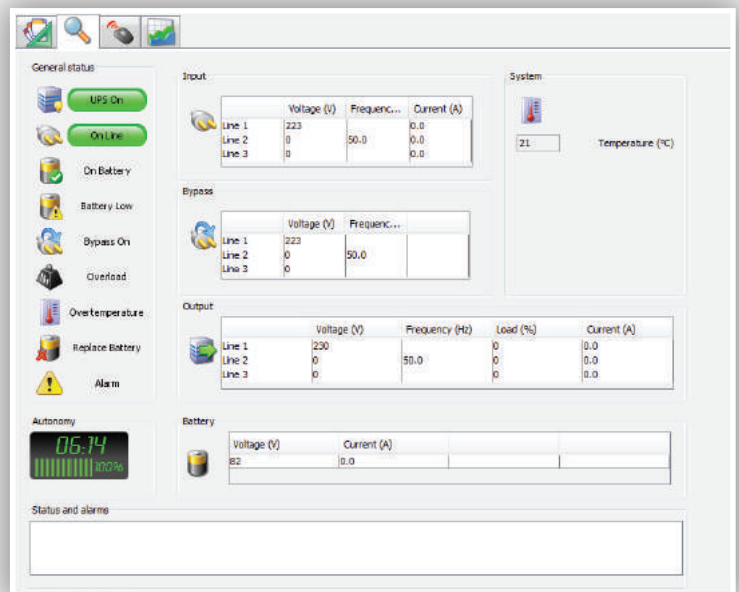 General status
UPS On
On Line
On Battery
Battery Low
Bypass On
Overload
Overtemperature
Replace Battery
Alarm
Autonomy
06:14
100%
Input
Voltage (V) Frequenc... Current (A)
Line 1 223 0.0
Line 2 0 50.0 0.0
Line 3 0 0.0
System
21 Temperature (ºC)
Bypass
Voltage (V) Frequenc...
Line 1 223
Line 2 0 50.0
Line 3 0
Output
Voltage (V) Frequency (Hz) Load (%) Current (A)
Line 1 230 0 0.0
Line 2 0 50.0 0 0.0
Line 3 0 0 0.0
Battery
Voltage (V) Current (A)
82 0.0
Status and alarms